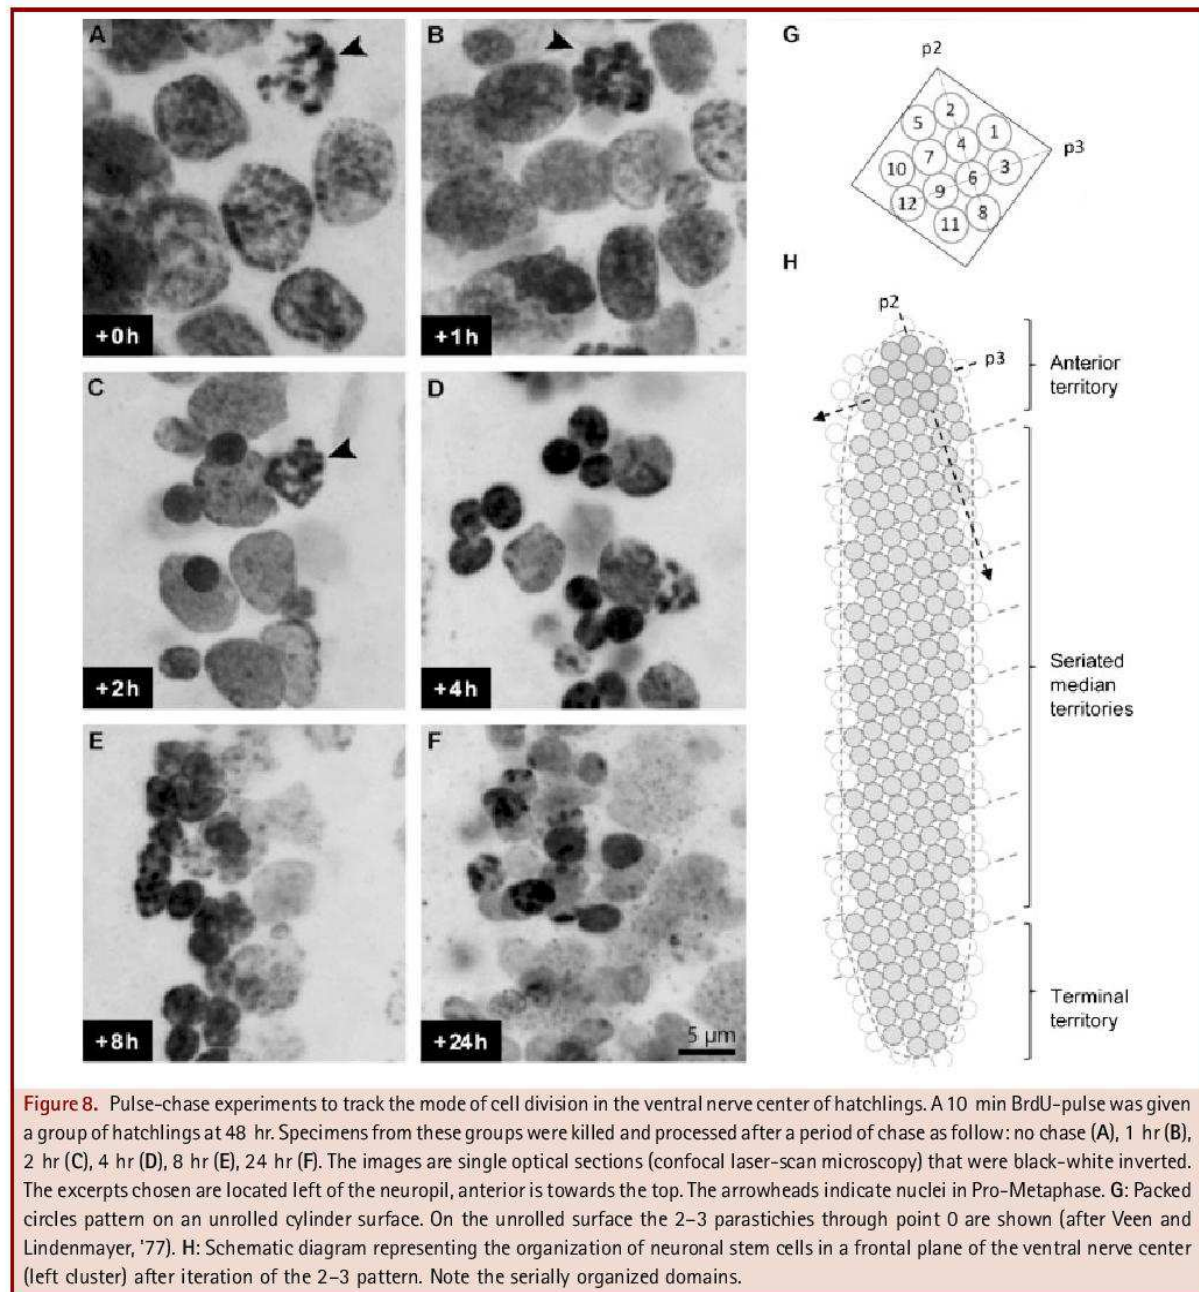 A
B
G
p2
2
5
1
4
p3
7
3
10
6
9
12
8
11
+0h
+1h
H
p2
C
D
p3
Anterior
territory
+2h
+4h
Seriated
median
territories
E
F
+8h
+24h
5 µm
Terminal
territory
Figure 8. Pulse-chase experiments to track the mode of cell division in the ventral nerve center of hatchlings. A 10 min BrdU-pulse was given
a group of hatchlings at 48 hr. Specimens from these groups were killed and processed after a period of chase as follow: no chase (A), 1 hr (B),
2 hr (C), 4 hr (D), 8 hr (E), 24 hr (F). The images are single optical sections (confocal laser-scan microscopy) that were black-white inverted.
The excerpts chosen are located left of the neuropil, anterior is towards the top. The arrowheads indicate nuclei in Pro-Metaphase. G: Packed
circles pattern on an unrolled cylinder surface. On the unrolled surface the 2–3 parastichies through point 0 are shown (after Veen and
Lindenmayer, '77). H: Schematic diagram representing the organization of neuronal stem cells in a frontal plane of the ventral nerve center
(left cluster) after iteration of the 2–3 pattern. Note the serially organized domains.